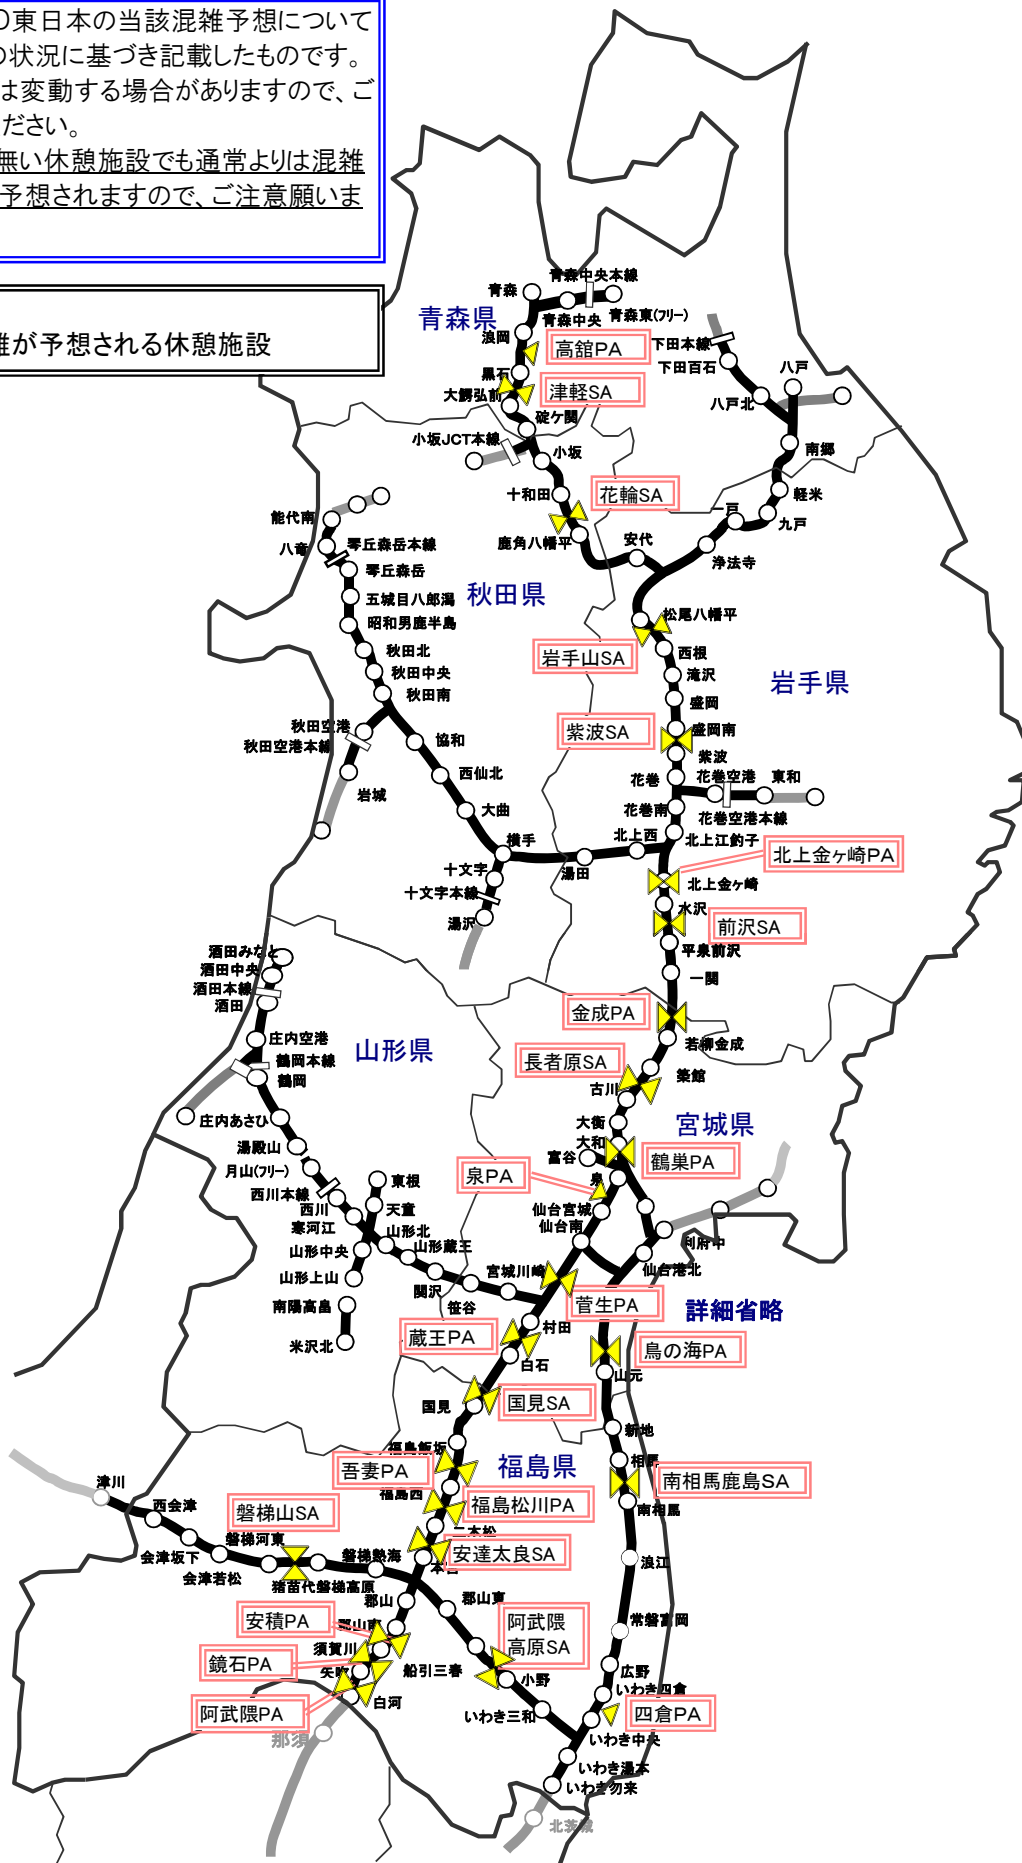 東日本の当該混雑予想について
の状況に基づき記載したものです。
は変動する場合がありますので、ご
ださい。
無い休憩施設でも通常よりは混雑
予想されますので、ご注意願いま
雑が予想される休憩施設
青森中央本線
青森
青森県
青森中央
青森東(フリー)
浪岡
高舘PA
下田本線
下田百石
八戸
黒石
大鰐弘前
津軽SA
八戸北
碇ケ関
小坂JCT本線
小坂
南郷
十和田
花輪SA
軽米
能代南
一戸
九戸
鹿角八幡平
安代
浄法寺
八竜
琴丘森岳本線
琴丘森岳
秋田県
五城目八郎潟
昭和男鹿半島
松尾八幡平
秋田北
岩手山SA
西根
秋田中央
滝沢
岩手県
秋田南
盛岡
秋田空港
紫波SA
盛岡南
秋田空港本線
協和
紫波
西仙北
花巻
花巻空港
東和
岩城
大曲
花巻南
花巻空港本線
横手
北上西
北上江釣子
北上金ヶ崎PA
十文字
湯田
北上金ヶ崎
十文字本線
水沢
湯沢
前沢SA
平泉前沢
酒田みなと
酒田中央
一関
酒田本線
酒田
金成PA
庄内空港
山形県
若柳金成
鶴岡本線
長者原SA
築館
鶴岡
古川
庄内あさひ
大衡
宮城県
湯殿山
大和
富谷
鶴巣PA
月山(フリー)
東根
泉PA
泉
西川本線
西川
天童
仙台宮城
寒河江
仙台南
山形北
山形中央
山形蔵王
利府中
山形上山
関沢
宮城川崎
仙台港北
南陽高畠
笹谷
菅生PA
詳細省略
米沢北
蔵王PA
村田
鳥の海PA
白石
山元
国見
国見SA
新地
福島飯坂
福島県
吾妻PA
相馬
福島西
南相馬鹿島SA
津川
福島松川PA
南相馬
西会津
磐梯山SA
二本松
磐梯河東
会津坂下
安達太良SA
本宮
浪江
会津若松
磐梯熱海
猪苗代磐梯高原
郡山
郡山東
安積PA
阿武隈
高原SA
常磐富岡
郡山南
須賀川
鏡石PA
矢吹
船引三春
広野
小野
いわき四倉
阿武隈PA
白河
いわき三和
四倉PA
那須
いわき中央
いわき湯本
いわき勿来
北茨城